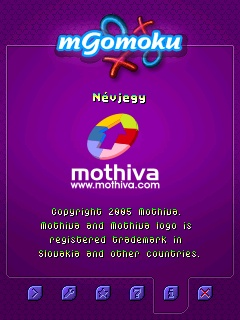 mGomoku
Névjegy
mothiva
www.mothiva.com
Copyright 2005 Mothiva.
Mothiva and Mothiva logo is
registered trademark in
Slovakia and other countries.